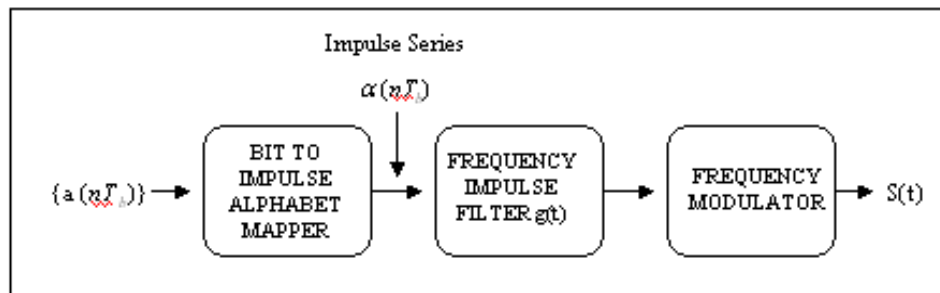 Impulse Series
α(nT_b)
{a (nT_b)}
BIT TO
IMPULSE
ALPHABET
MAPPER
FREQUENCY
IMPULSE
FILTER g(t)
FREQUENCY
MODULATOR
S(t)